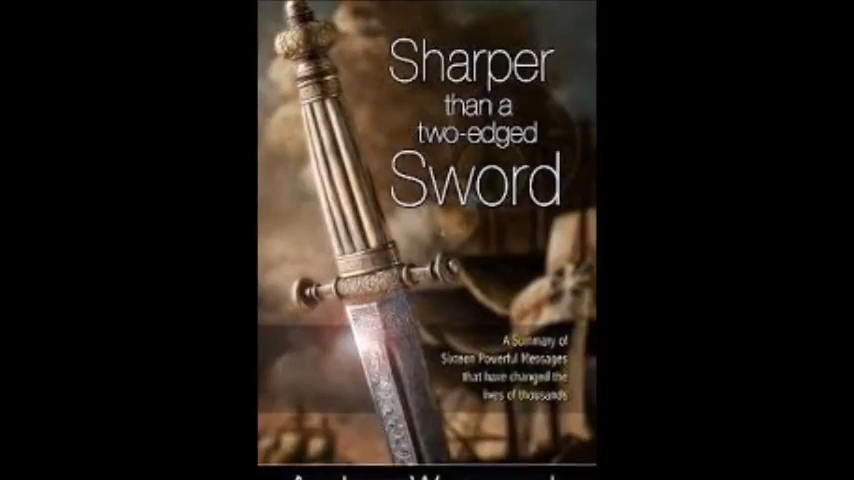 Sharper
than a
two-edged
Sword
A Summary of
Sixteen Powerful Messages
that have changed the
lives of thousands